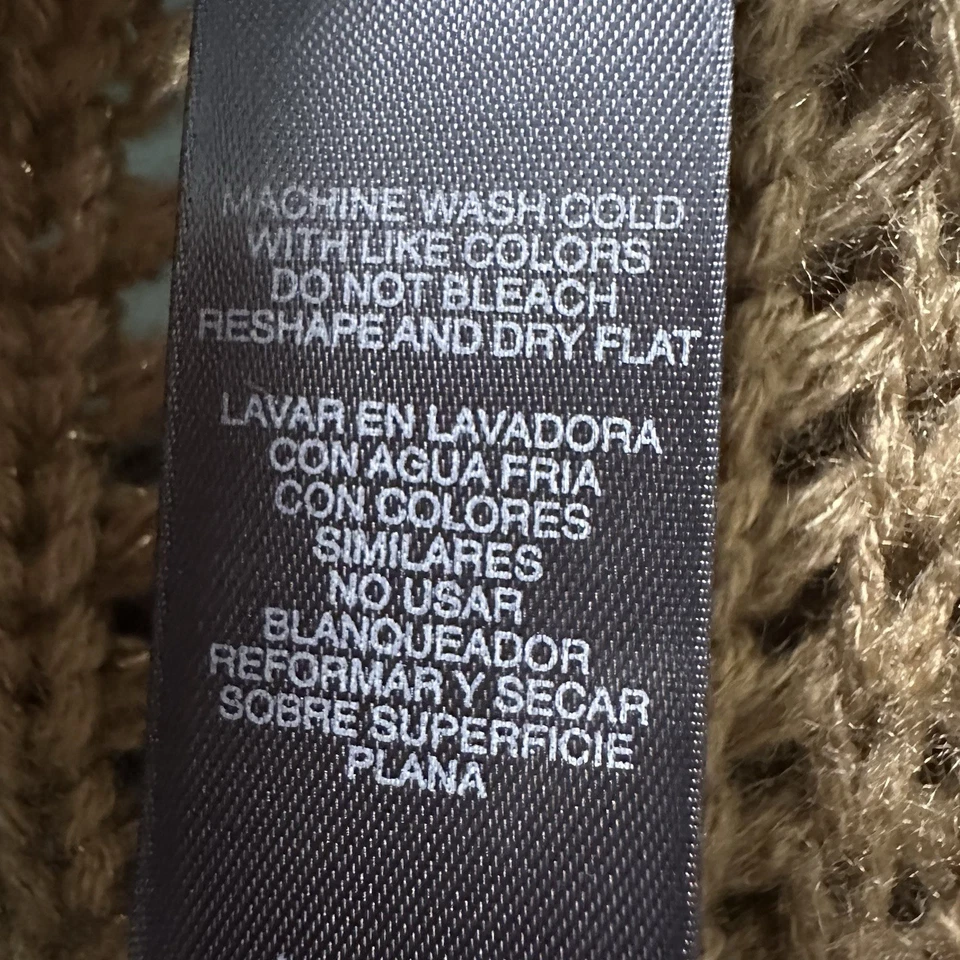 MACHINE WASH COLD
WITH LIKE COLORS
DO NOT BLEACH
RESHAPE AND DRY FLAT
LAVAR EN LAVADORA
CON AGUA FRIA
CON COLORES
SIMILARES
NO USAR
BLANQUEADOR
REFORMAR Y SECAR
SOBRE SUPERFICIE
PLANA